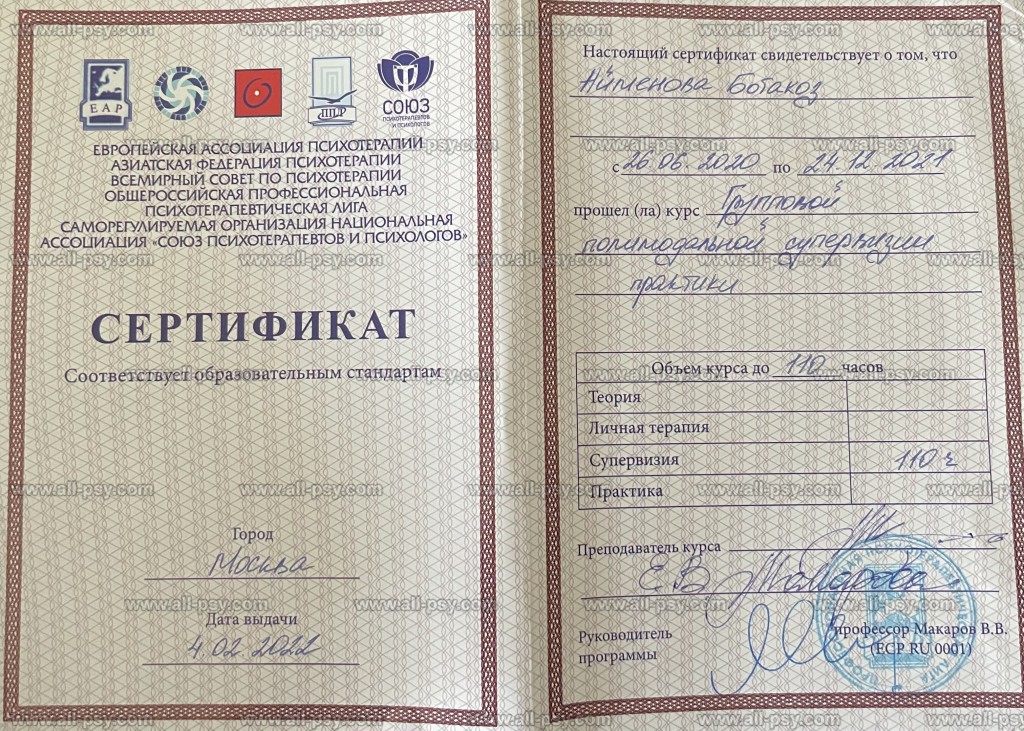 EAP
ППЛ
СОЮЗ
ПСИХОТЕРАПЕВТОВ
И ПСИХОЛОГОВ
ЕВРОПЕЙСКАЯ АССОЦИАЦИЯ ПСИХОТЕРАПИИ
АЗИАТСКАЯ ФЕДЕРАЦИЯ ПСИХОТЕРАПИИ
ВСЕМИРНЫЙ СОВЕТ ПО ПСИХОТЕРАПИИ
ОБЩЕРОССИЙСКАЯ ПРОФЕССИОНАЛЬНАЯ
ПСИХОТЕРАПЕВТИЧЕСКАЯ ЛИГА
САМОРЕГУЛИРУЕМАЯ ОРГАНИЗАЦИЯ НАЦИОНАЛЬНАЯ
АССОЦИАЦИЯ «СОЮЗ ПСИХОТЕРАПЕВТОВ И ПСИХОЛОГОВ»
СЕРТИФИКАТ
Соответствует образовательным стандартам
Город
Москва
Дата выдачи
4.02.2022
Настоящий сертификат свидетельствует о том, что
Айменова Ботакоз
с 26.06.2020 по 24.12.2021
прошел (ла) курс Групповой
полимодальной супервизии
практики
Объем курса до 110 часов
Теория
Личная терапия
Супервизия 110 ч
Практика
Преподаватель курса
Е.В. Макарова
Руководитель
программы
профессор Макаров В.В.
(ECP RU 0001)
www.all-psy.com